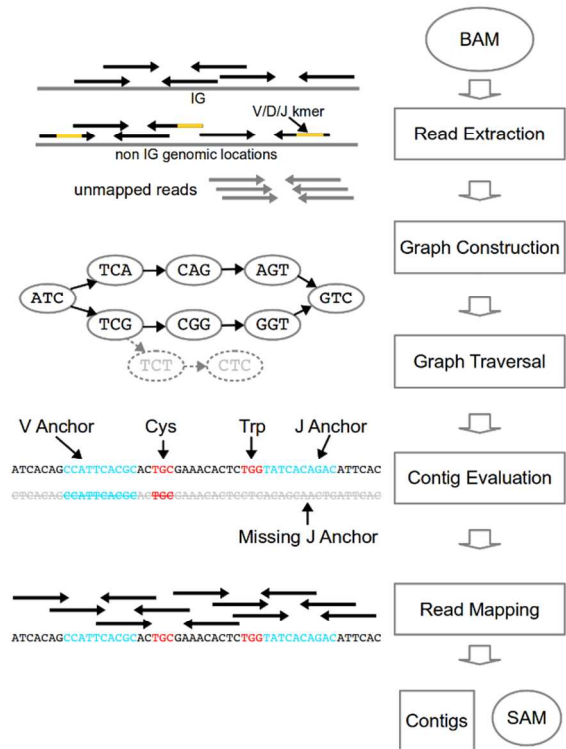 BAM
IG
V/D/J kmer
Read Extraction
non IG genomic locations
unmapped reads
Graph Construction
TCA CAG AGT
ATC GTC
TCG CGG GGT
TCT CTC
Graph Traversal
V Anchor Cys Trp J Anchor
ATCACAGCCATTCACGCACTGCGAAACACTCTGGTATCACAGACATTCAC
Contig Evaluation
CTCACAGCCATTCACGCACTGCGAAACACTCCTCACAGCAACTGATTCAC
Missing J Anchor
Read Mapping
ATCACAGCCATTCACGCACTGCGAAACACTCTGGTATCACAGACATTCAC
Contigs SAM